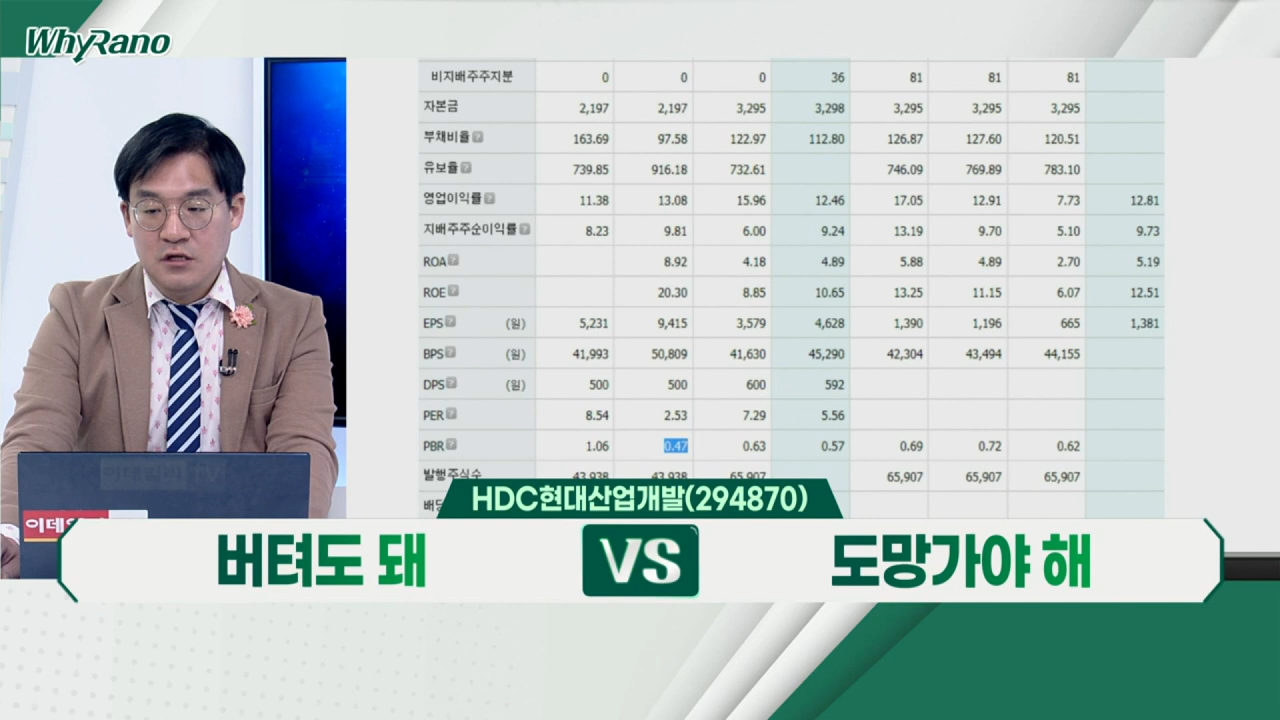 WhyRano
비지배주주지분 0 0 0 36 81 81 81
자본금 2,197 2,197 3,295 3,298 3,295 3,295 3,295
부채비율 163.69 97.58 122.97 112.80 126.87 127.60 120.51
유보율 739.85 916.18 732.61 746.09 769.89 783.10
영업이익률 11.38 13.08 15.96 12.46 17.05 12.91 7.73 12.81
지배주주순이익률 8.23 9.81 6.00 9.24 13.19 9.70 5.10 9.73
ROA 8.92 4.18 4.89 5.88 4.89 2.70 5.19
ROE 20.30 8.85 10.65 13.25 11.15 6.07 12.51
EPS (원) 5,231 9,415 3,579 4,628 1,390 1,196 665 1,381
BPS (원) 41,993 50,809 41,630 45,290 42,304 43,494 44,155
DPS (원) 500 500 600 592
PER 8.54 2.53 7.29 5.56
PBR 1.06 0.47 0.63 0.57 0.69 0.72 0.62
발행주식수 43,938 43,938 65,907 65,907 65,907 65,907
이데일리 TV
HDC현대산업개발(294870)
버텨도 돼 VS 도망가야 해